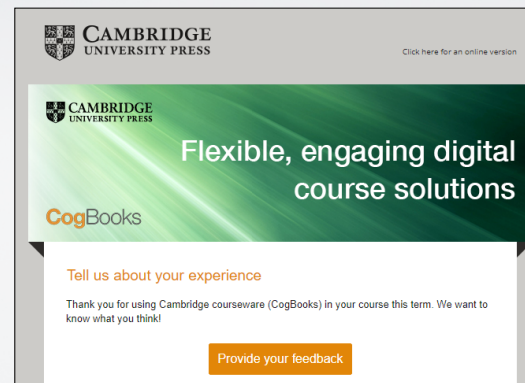 CAMBRIDGE
UNIVERSITY PRESS
Click here for an online version
CAMBRIDGE
UNIVERSITY PRESS
Flexible, engaging digital
course solutions
CogBooks
Tell us about your experience
Thank you for using Cambridge courseware (CogBooks) in your course this term. We want to
know what you think!
Provide your feedback